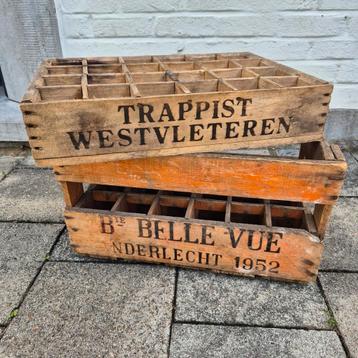 TRAPPIST
WESTVLETEREN
BIE BELLE VUE
NDERLECHT 1952